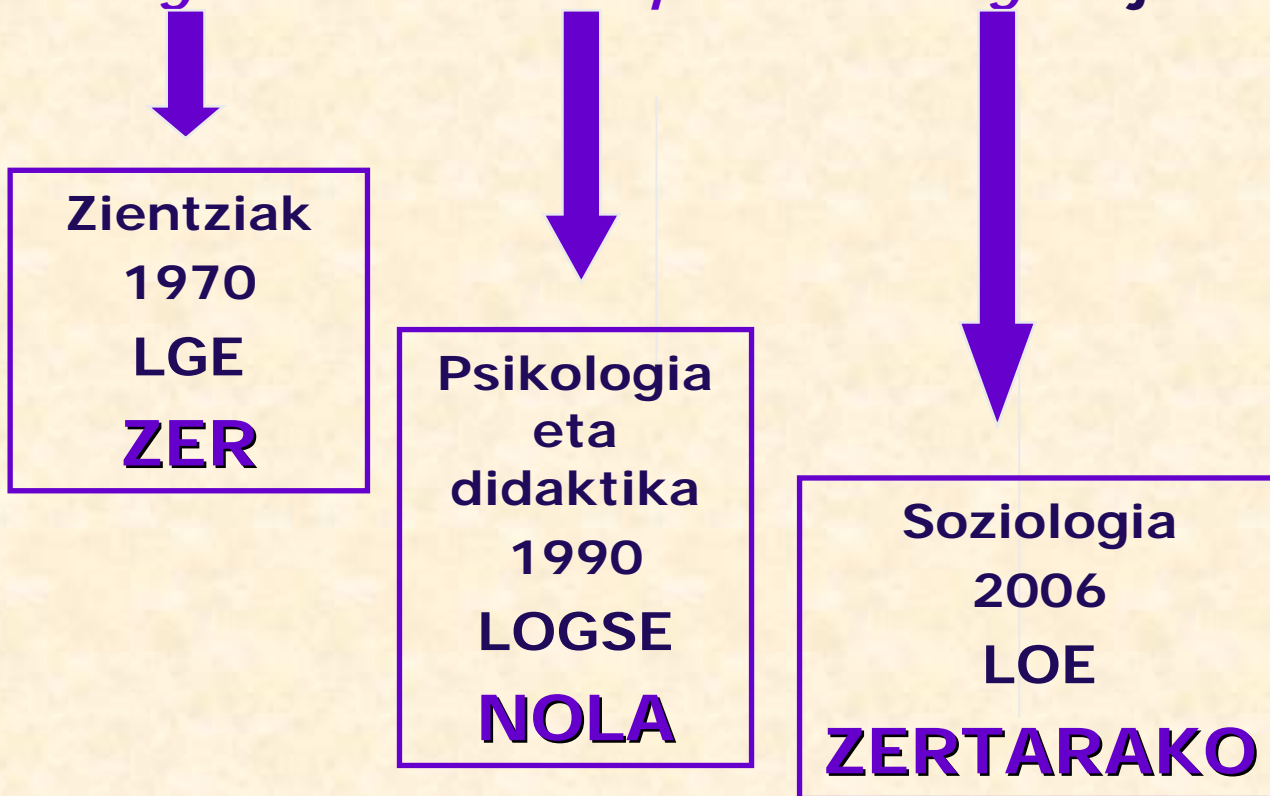 Zientziak
1970
LGE
ZER
Psikologia
eta
didaktika
1990
LOGSE
NOLA
Soziologia
2006
LOE
ZERTARAKO